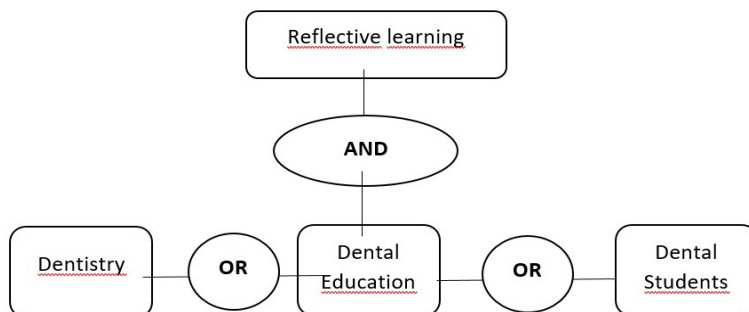 Reflective learning
AND
Dentistry
OR
Dental
Education
OR
Dental
Students